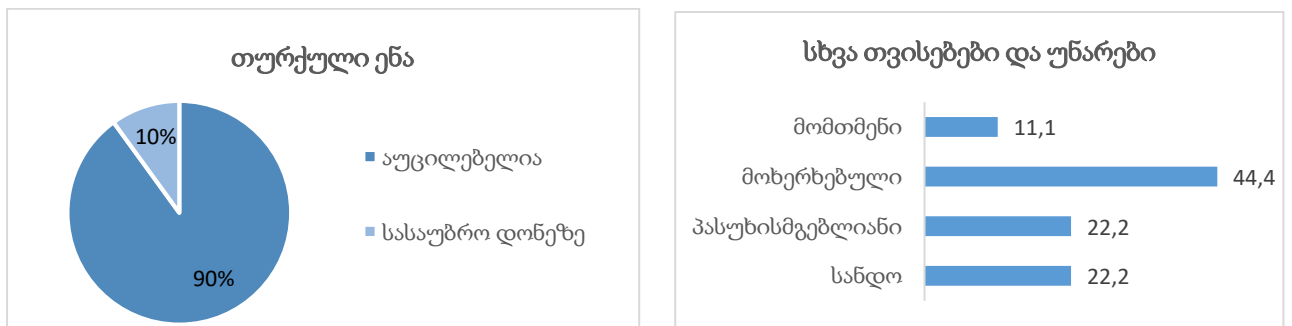 თურქული ენა
10%
90%
აუცილებელია
სასაუბრო დონეზე
სხვა თვისებები და უნარები
მომთმენი
11,1
მოხერხებული
44,4
პასუხისმგებლიანი
22,2
სანდო
22,2